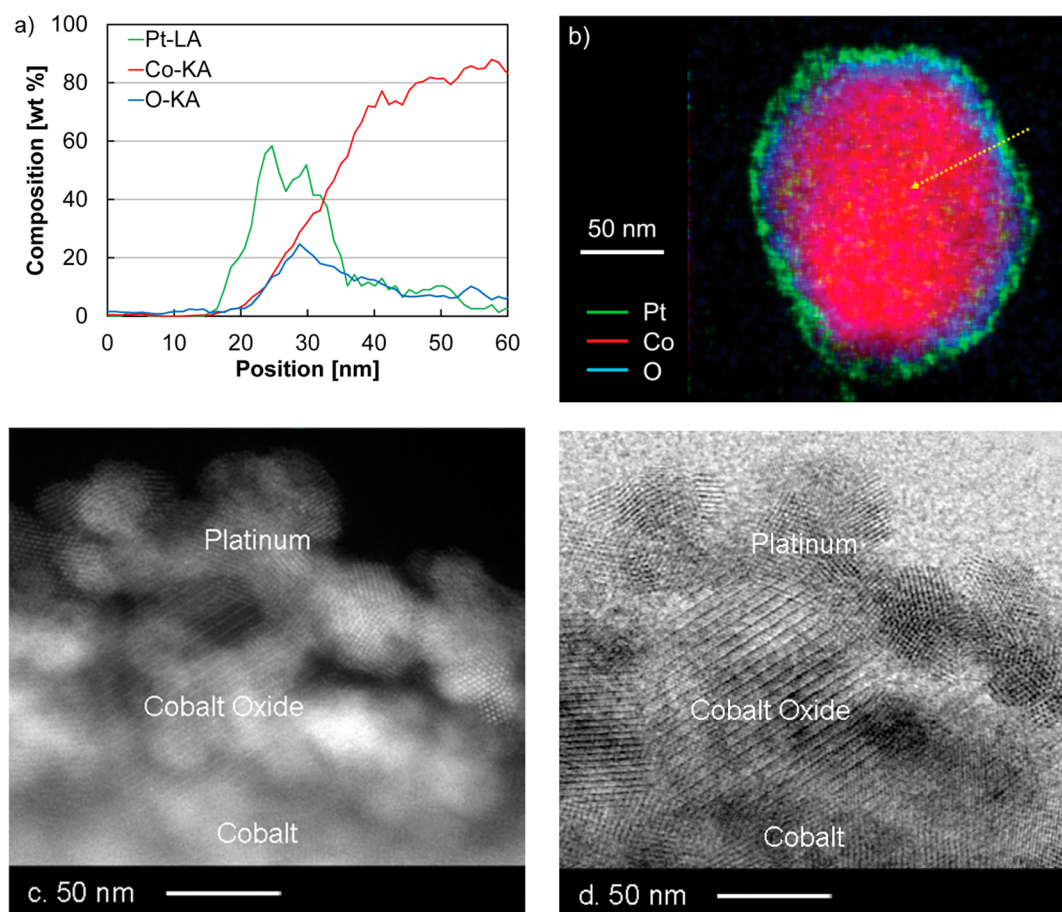 a)
100
80
60
40
20
0
Composition [wt %]
Pt-LA
Co-KA
O-KA
0 10 20 30 40 50 60
Position [nm]
b)
50 nm
Pt
Co
O
Platinum
Cobalt Oxide
Cobalt
c. 50 nm
Platinum
Cobalt Oxide
Cobalt
d. 50 nm